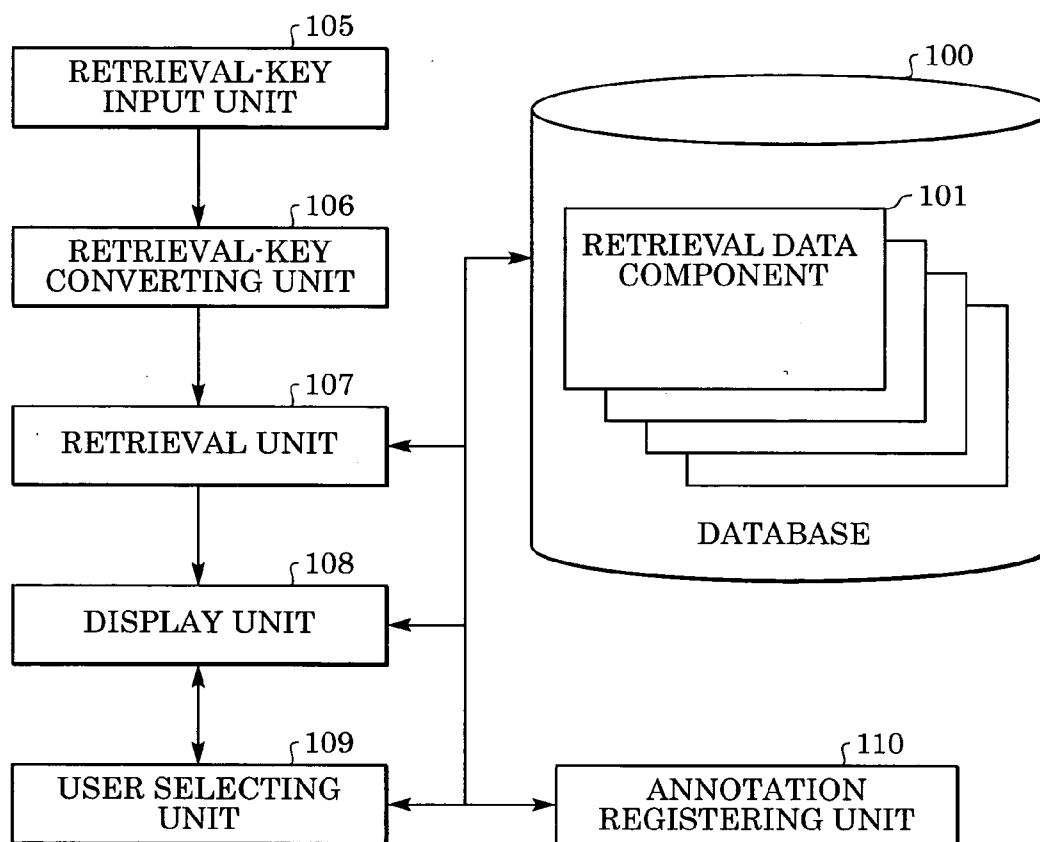 105
RETRIEVAL-KEY
INPUT UNIT
106
RETRIEVAL-KEY
CONVERTING UNIT
107
RETRIEVAL UNIT
108
DISPLAY UNIT
109
USER SELECTING
UNIT
100
101
RETRIEVAL DATA
COMPONENT
DATABASE
110
ANNOTATION
REGISTERING UNIT